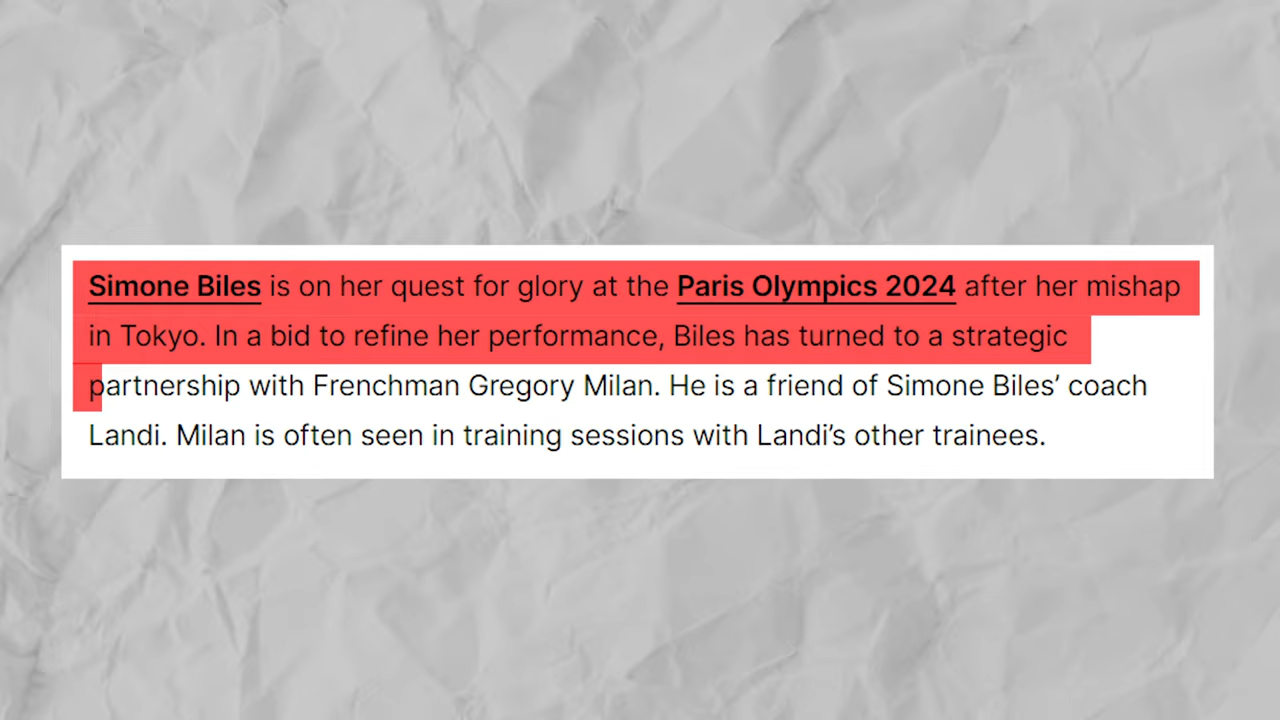 Simone Biles is on her quest for glory at the Paris Olympics 2024 after her mishap
in Tokyo. In a bid to refine her performance, Biles has turned to a strategic
partnership with Frenchman Gregory Milan. He is a friend of Simone Biles’ coach
Landi. Milan is often seen in training sessions with Landi’s other trainees.